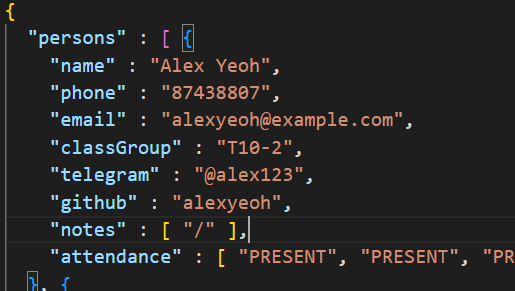 {
"persons" : [ {
"name" : "Alex Yeoh",
"phone" : "87438807",
"email" : "alexyeoh@example.com",
"classGroup" : "T10-2",
"telegram" : "@alex123",
"github" : "alexyeoh",
"notes" : [ "/" ],
"attendance" : [ "PRESENT", "PRESENT", "PR
}, {